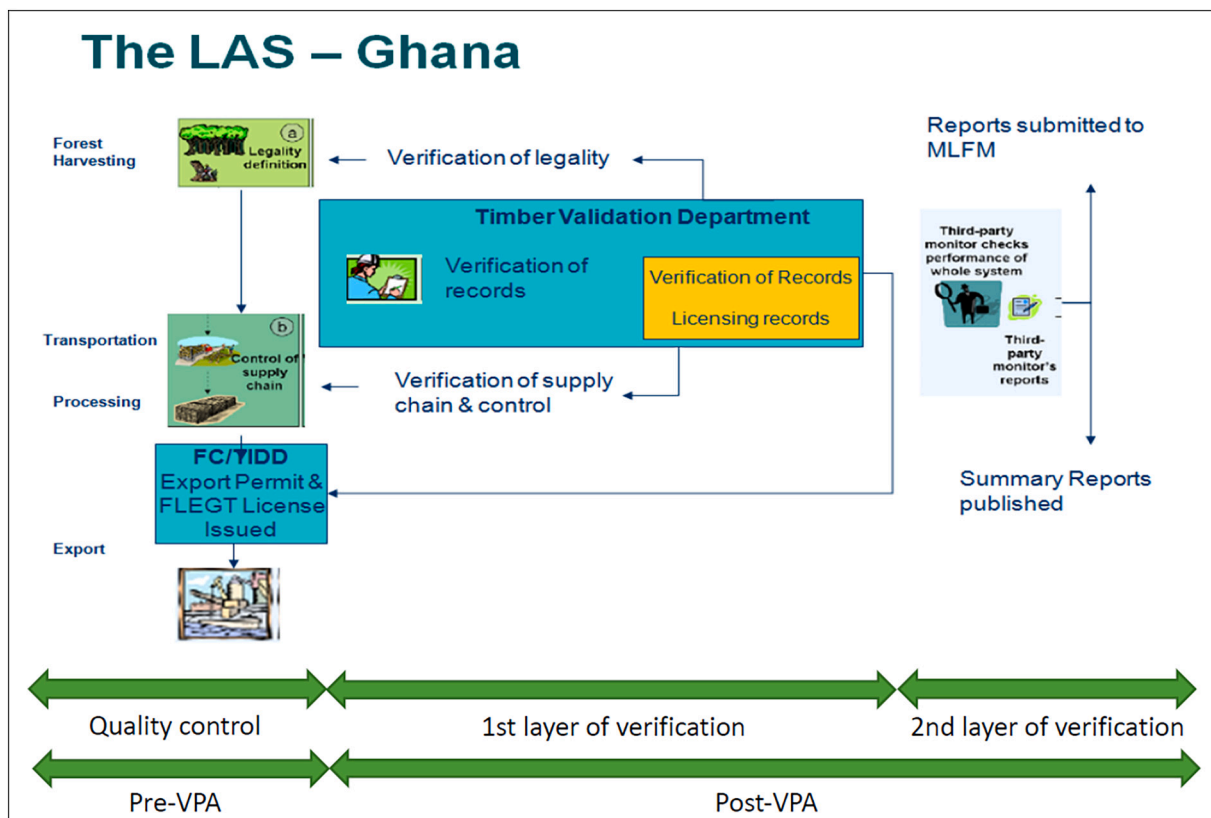 The LAS – Ghana
Forest
Harvesting
a
Legality
definition
Verification of legality
Reports submitted to
MLFM
Timber Validation Department
Verification of
records
Verification of Records
Licensing records
Third-party
monitor checks
performance of
whole system
Third-
party
monitor's
reports
Transportation
b
Control of
supply
chain
Processing
Verification of supply
chain & control
FC/TIDD
Export Permit &
FLEGT License
Issued
Summary Reports
published
Export
Quality control
1st layer of verification
2nd layer of verification
Pre-VPA
Post-VPA